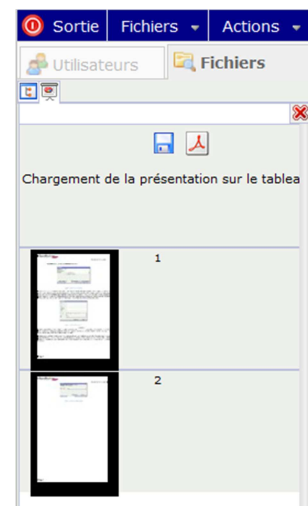 Sortie Fichiers Actions
Utilisateurs Fichiers
Chargement de la présentation sur le tablea
1
2